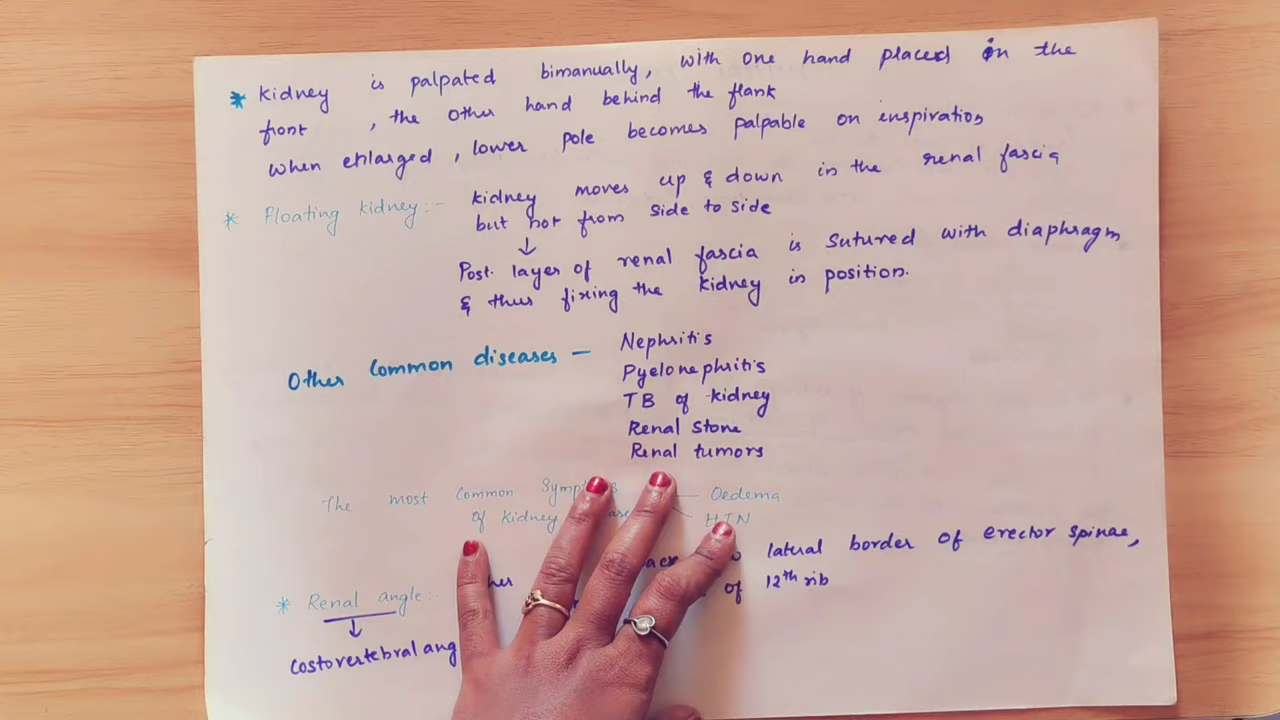 * Kidney is palpated bimanually, with one hand placed in the
front , the other hand behind the flank
when enlarged, lower pole becomes palpable on inspiration
* Floating kidney:- kidney moves up & down in the renal fascia
but not from side to side
↓
Post. layer of renal fascia is sutured with diaphragm
& thus fixing the kidney in position.
Other Common diseases - Nephritis
Pyelonephritis
TB of kidney
Renal Stone
Renal tumors
The most Common Oedema
of kidney HTN
lateral border of erector spinae,
* Renal angle:- of 12th rib
↓
Costovertebral ang